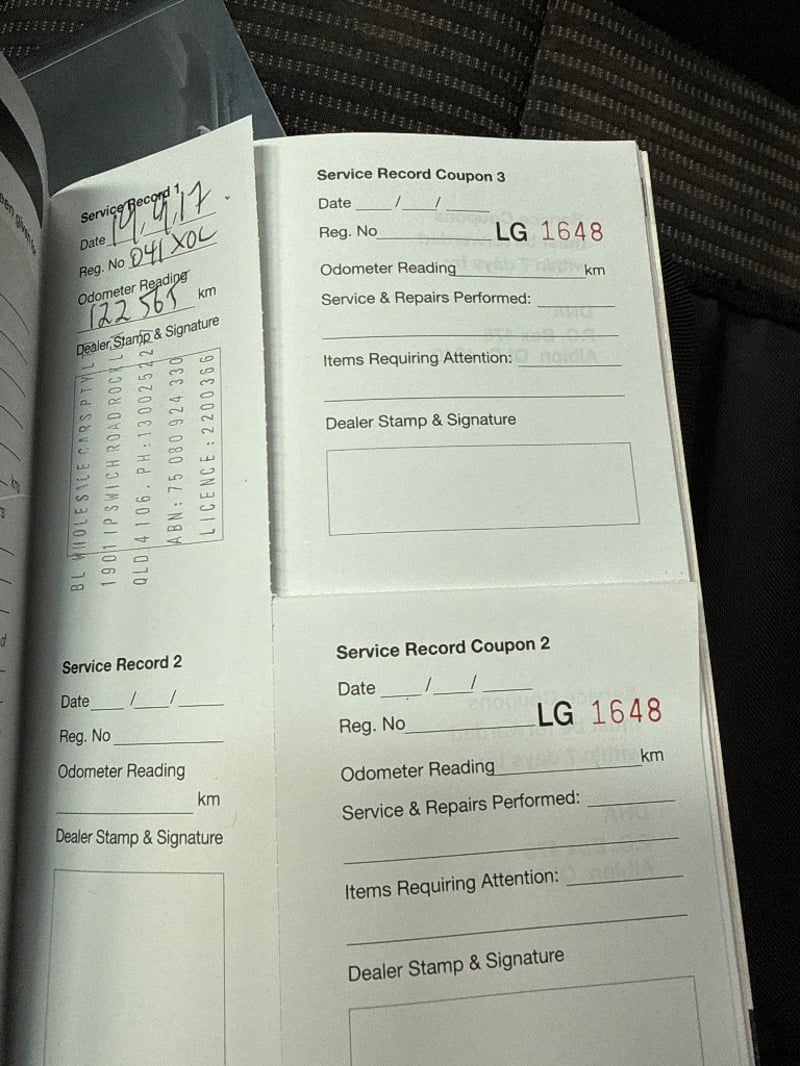 Service Record 1
Date 19/9/17
Reg. No 041 XOC
Odometer Reading
122565 km
Dealer Stamp & Signature
BL WHOLESILE CARS PTY L
1901 IPSWICH ROAD ROCKL
QLD 4106. PH:13002522
ABN: 75 080 924 330
LICENCE: 2200366
Service Record 2
Date / /
Reg. No
Odometer Reading
km
Dealer Stamp & Signature
Service Record Coupon 3
Date / /
Reg. No LG 1648
Odometer Reading km
Service & Repairs Performed:
Items Requiring Attention:
Dealer Stamp & Signature
Service Record Coupon 2
Date / /
Reg. No LG 1648
Odometer Reading km
Service & Repairs Performed:
Items Requiring Attention:
Dealer Stamp & Signature